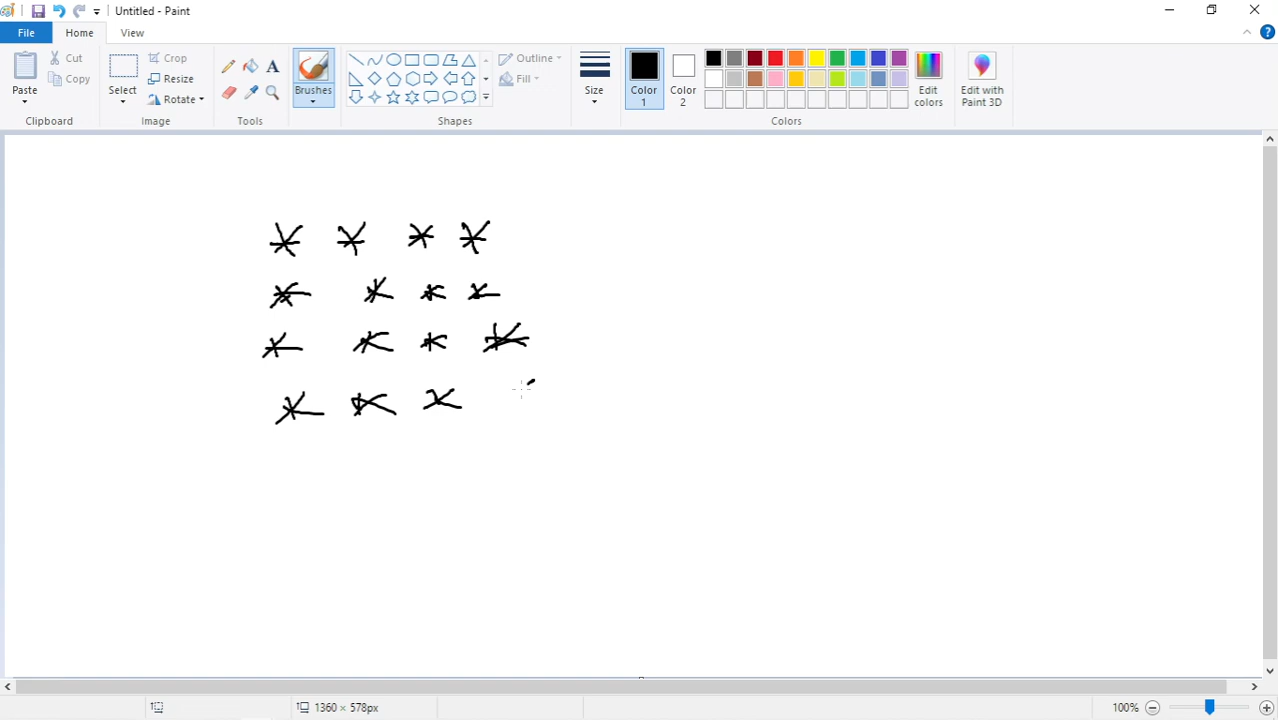 Untitled - Paint
File Home View
Paste
Cut
Copy
Clipboard
Select
Crop
Resize
Rotate
Image
A
Tools
Brushes
Outline
Fill
Shapes
Size
Color 1
Color 2
Edit colors
Colors
Edit with Paint 3D
* * * *
* * * *
* * * *
* * *
1360 × 578px
100%